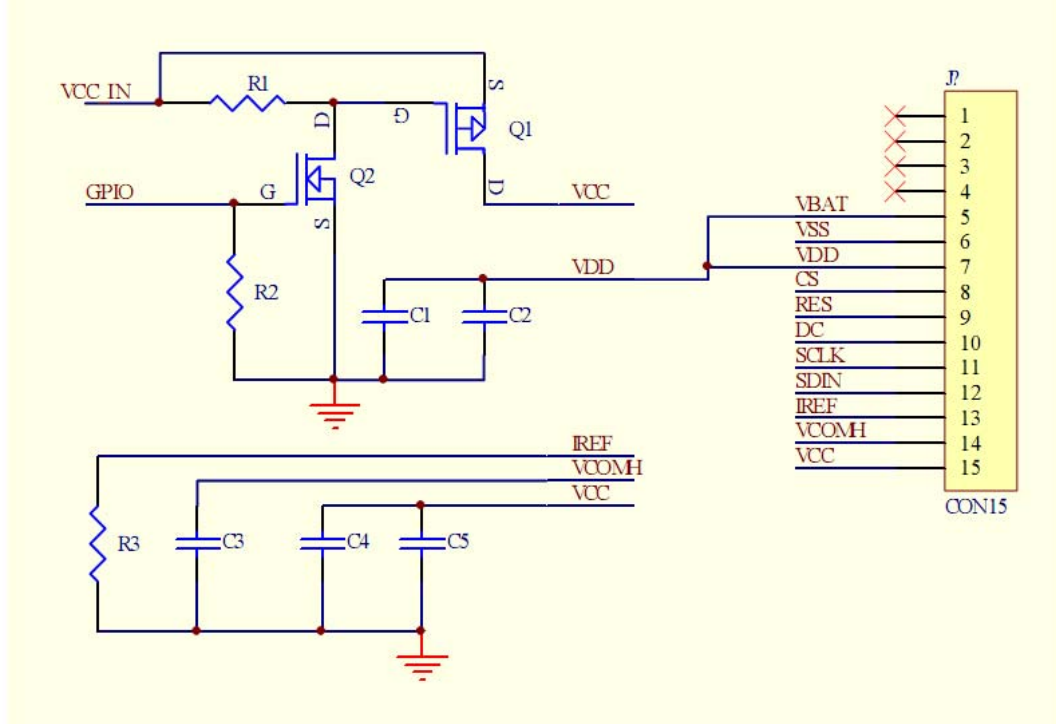 VCC IN
R1
S
D
G
Q1
Q2
GPIO
G
S
D
VCC
R2
VDD
C1
C2
IREF
VCOMH
VCC
R3
C3
C4
C5
J?
1
2
3
4
VBAT 5
VSS 6
VDD 7
CS 8
RES 9
DC 10
SCLK 11
SDIN 12
IREF 13
VCOMH 14
VCC 15
CON15